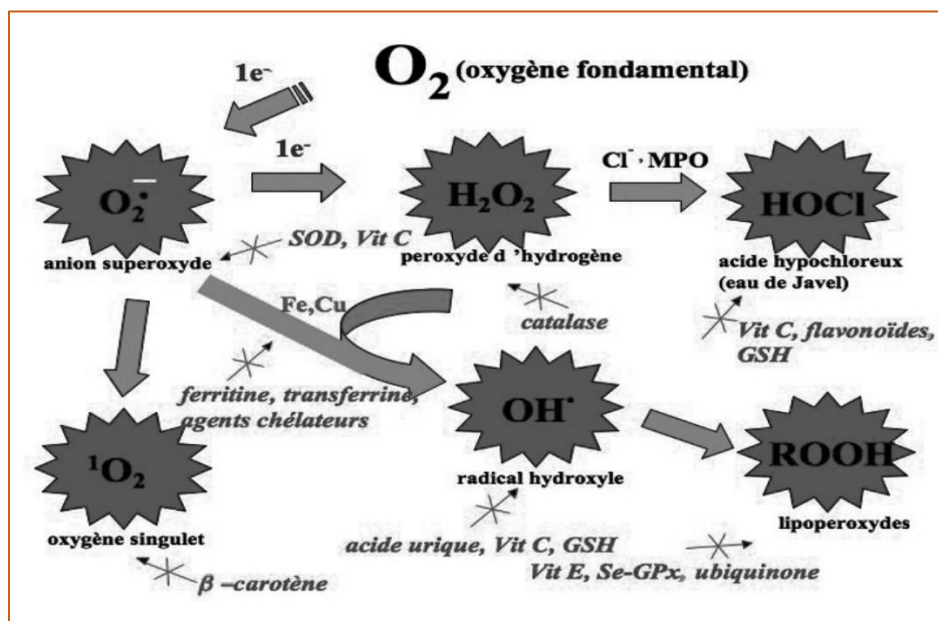 O₂ (oxygène fondamental)
1e⁻
1e⁻
Cl⁻, MPO
O₂•̅
H₂O₂
HOCl
anion superoxyde
SOD, Vit C
peroxyde d 'hydrogène
acide hypochloreux
(eau de Javel)
Fe,Cu
catalase
Vit C, flavonoïdes,
GSH
ferritine, transferrine,
agents chélateurs
OH•
radical hydroxyle
¹O₂
oxygène singulet
ROOH
lipoperoxydes
acide urique, Vit C, GSH
Vit E, Se-GPx, ubiquinone
β –carotène